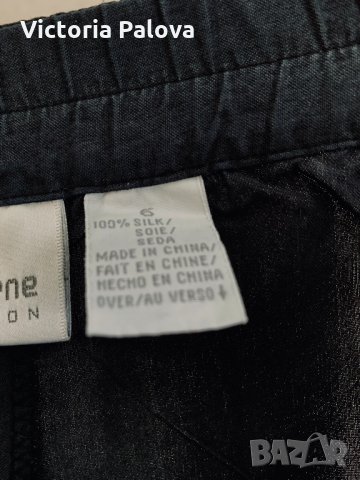 Victoria Palova
S
100% SILK/
SOIE/
SEDA
MADE IN CHINA/
FAIT EN CHINE/
HECHO EN CHINA
OVER/AU VERSO
ne
ON
BAZAR